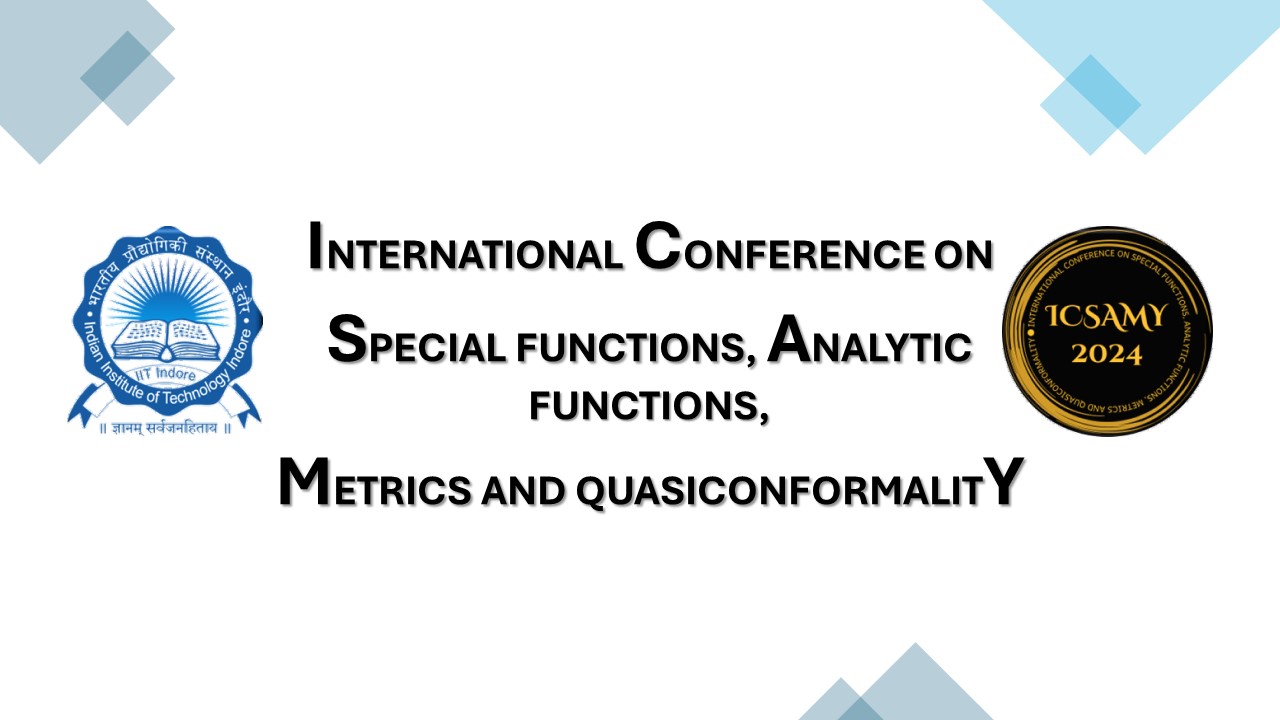 भारतीय प्रौद्योगिकी संस्थान इंदौर
Indian Institute of Technology Indore
IIT Indore
॥ ज्ञानम् सर्वजनहिताय ॥
INTERNATIONAL CONFERENCE ON
SPECIAL FUNCTIONS, ANALYTIC
FUNCTIONS,
METRICS AND QUASICONFORMALITY
INTERNATIONAL CONFERENCE ON SPECIAL FUNCTIONS, ANALYTIC FUNCTIONS, METRICS AND QUASICONFORMALITY
ICSAMY
2024